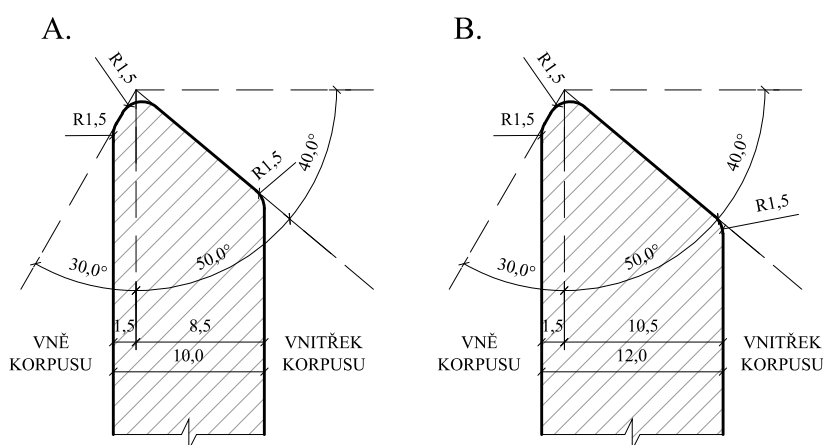 A.
R1,5
R1,5
R1,5
40,0°
30,0°
50,0°
1,5
8,5
10,0
VNĚ
KORPUSU
VNITŘEK
KORPUSU
B.
R1,5
R1,5
R1,5
40,0°
30,0°
50,0°
1,5
10,5
12,0
VNĚ
KORPUSU
VNITŘEK
KORPUSU